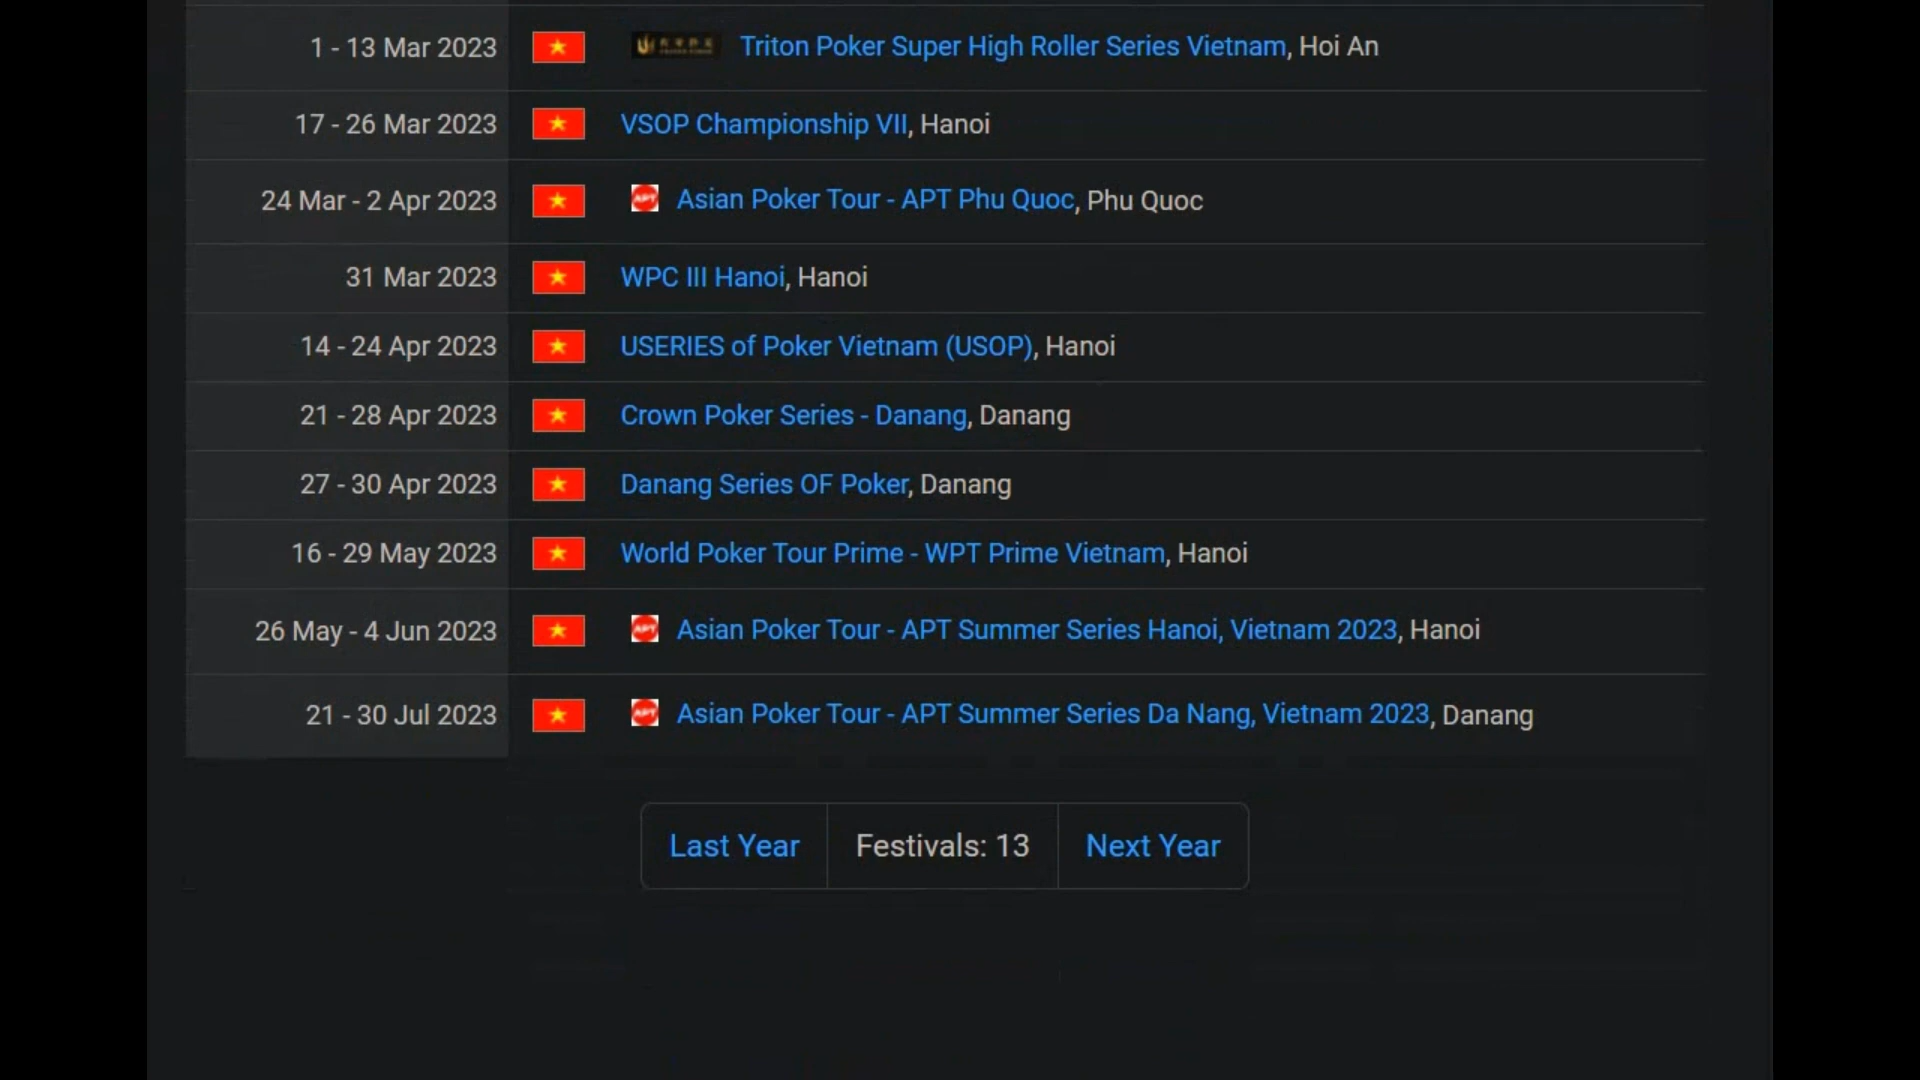 1 - 13 Mar 2023 Triton Poker Super High Roller Series Vietnam, Hoi An
17 - 26 Mar 2023 VSOP Championship VII, Hanoi
24 Mar - 2 Apr 2023 APT Asian Poker Tour - APT Phu Quoc, Phu Quoc
31 Mar 2023 WPC III Hanoi, Hanoi
14 - 24 Apr 2023 USERIES of Poker Vietnam (USOP), Hanoi
21 - 28 Apr 2023 Crown Poker Series - Danang, Danang
27 - 30 Apr 2023 Danang Series OF Poker, Danang
16 - 29 May 2023 World Poker Tour Prime - WPT Prime Vietnam, Hanoi
26 May - 4 Jun 2023 APT Asian Poker Tour - APT Summer Series Hanoi, Vietnam 2023, Hanoi
21 - 30 Jul 2023 APT Asian Poker Tour - APT Summer Series Da Nang, Vietnam 2023, Danang
Last Year Festivals: 13 Next Year